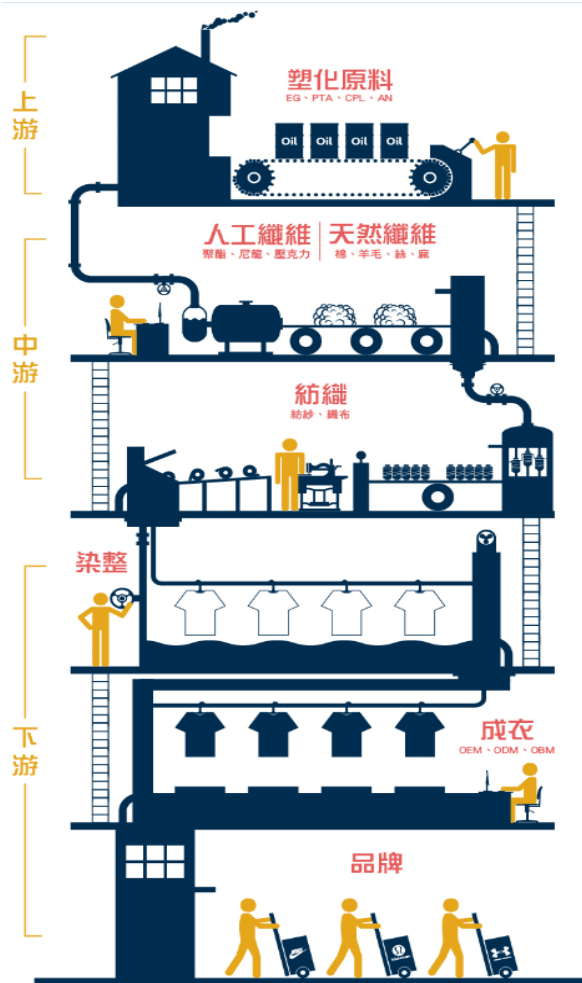 上游
塑化原料
EG、PTA、CPL、AN
Oil Oil Oil Oil
人工纖維｜天然纖維
聚酯、尼龍、壓克力 棉、羊毛、絲、麻
中游
紡織
紡紗、織布
染整
下游
成衣
OEM、ODM、OBM
品牌
NIKE